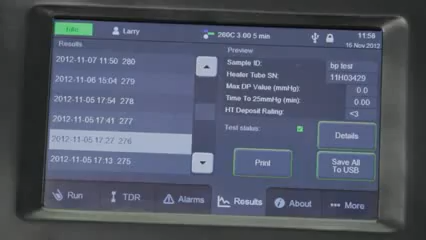 Info
Larry
260C 3.00 5 min
11:58
15 Nov 2012
Results
2012-11-07 11:50 280
2012-11-06 15:04 279
2012-11-05 17:54 278
2012-11-05 17:41 277
2012-11-05 17:27 276
2012-11-05 17:13 275
Preview
Sample ID: bp test
Heater Tube SN: 11H03429
Max DP Value (mmHg): 0.0
Time To 25mmHg (min): 0.00
HT Deposit Rating: <3
Test status:
Details
Print
Save All To USB
Run
TDR
Alarms
Results
About
More